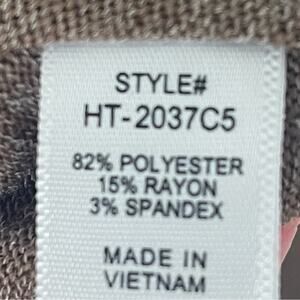 STYLE#
HT-2037C5
82% POLYESTER
15% RAYON
3% SPANDEX
MADE IN
VIETNAM